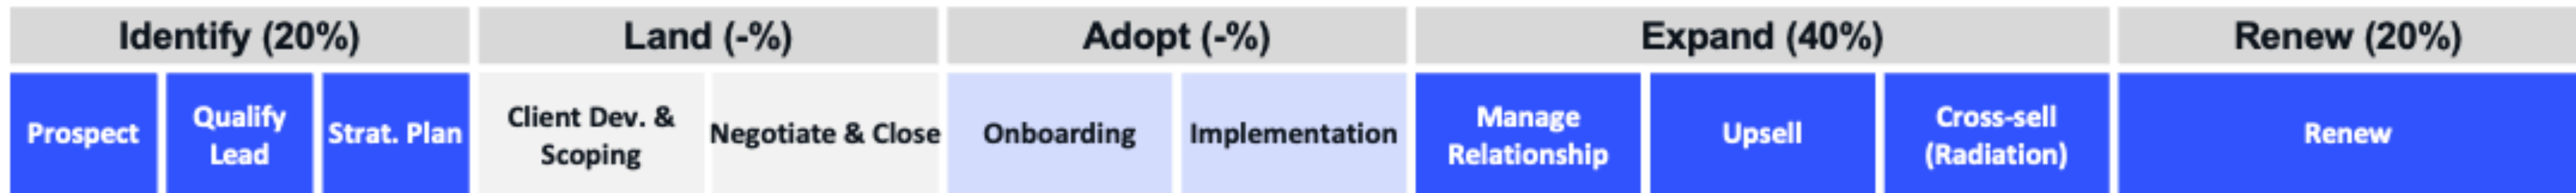 Identify (20%)
Land (-%)
Adopt (-%)
Expand (40%)
Renew (20%)
Prospect
Qualify
Lead
Strat. Plan
Client Dev. &
Scoping
Negotiate & Close
Onboarding
Implementation
Manage
Relationship
Upsell
Cross-sell
(Radiation)
Renew